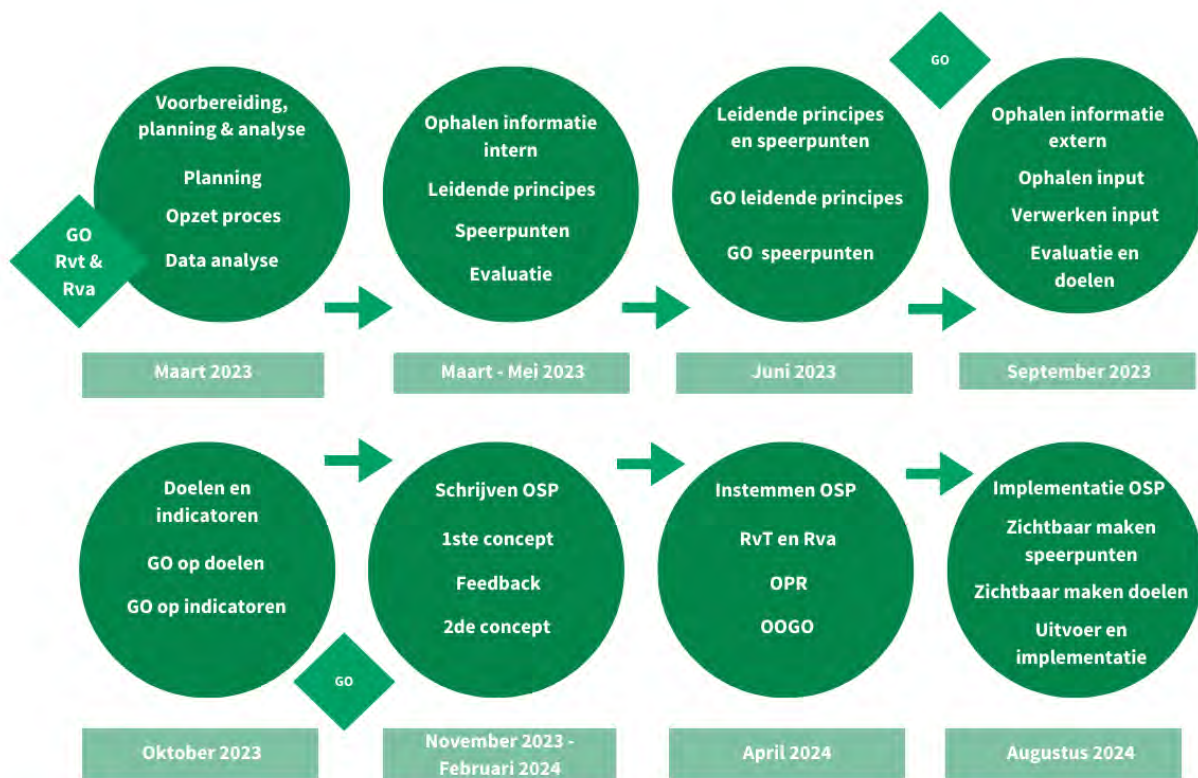 GO
Rvt &
Rva
Voorbereiding,
planning & analyse
Planning
Opzet proces
Data analyse
Maart 2023
Ophalen informatie
intern
Leidende principes
Speerpunten
Evaluatie
Maart - Mei 2023
Leidende principes
en speerpunten
GO leidende principes
GO speerpunten
Juni 2023
GO
Ophalen informatie
extern
Ophalen input
Verwerken input
Evaluatie en
doelen
September 2023
Doelen en
indicatoren
GO op doelen
GO op indicatoren
Oktober 2023
GO
Schrijven OSP
1ste concept
Feedback
2de concept
November 2023 -
Februari 2024
Instemmen OSP
RvT en Rva
OPR
OOGO
April 2024
Implementatie OSP
Zichtbaar maken
speerpunten
Zichtbaar maken doelen
Uitvoer en
implementatie
Augustus 2024